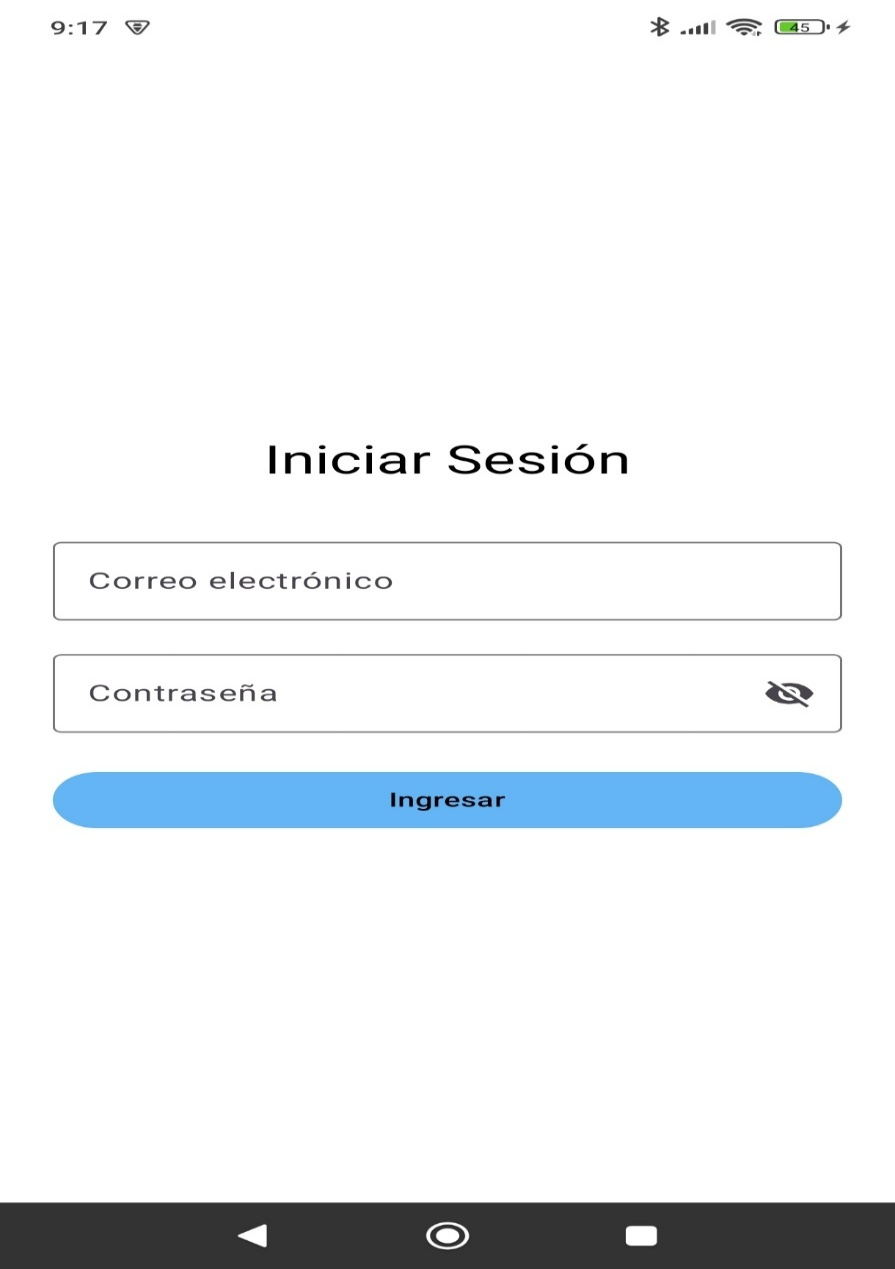 9:17
45
Iniciar Sesión
Correo electrónico
Contraseña
Ingresar